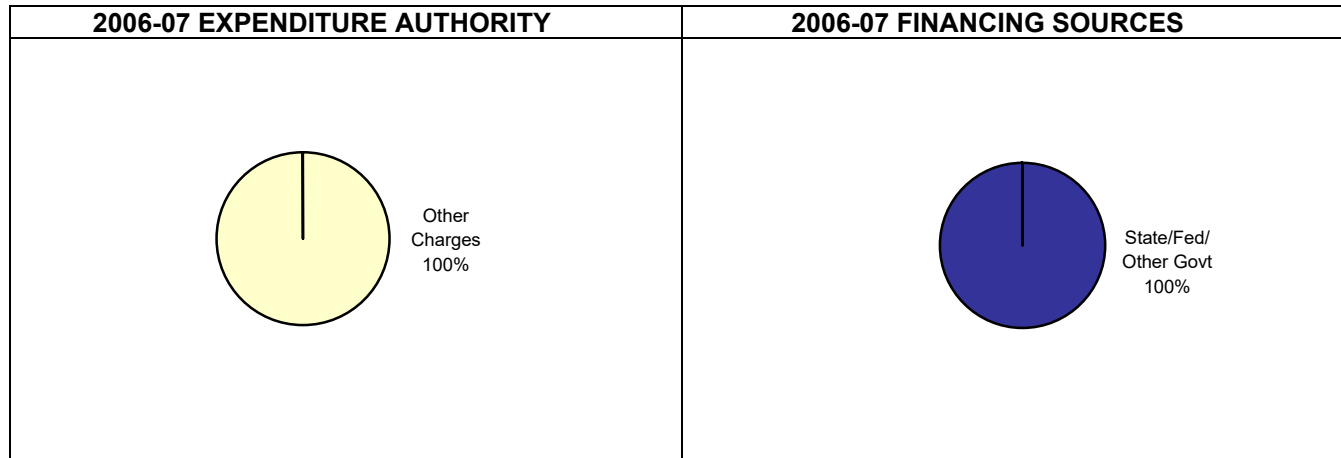 2006-07 EXPENDITURE AUTHORITY
2006-07 FINANCING SOURCES
Other
Charges
100%
State/Fed/
Other Govt
100%